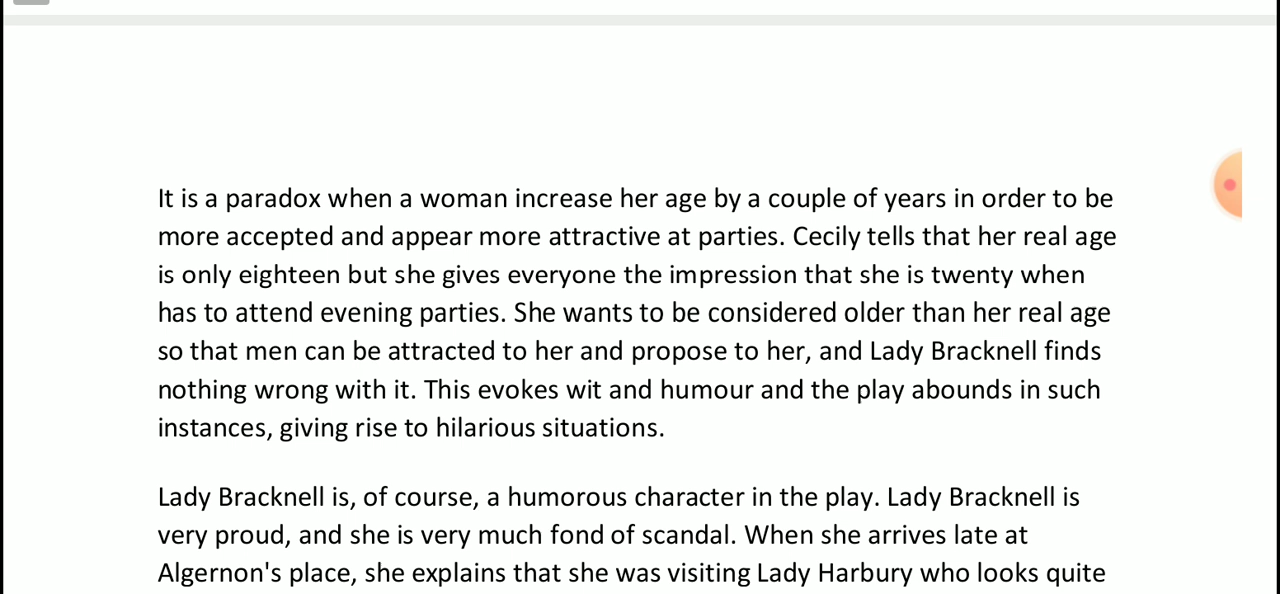 It is a paradox when a woman increase her age by a couple of years in order to be
more accepted and appear more attractive at parties. Cecily tells that her real age
is only eighteen but she gives everyone the impression that she is twenty when
has to attend evening parties. She wants to be considered older than her real age
so that men can be attracted to her and propose to her, and Lady Bracknell finds
nothing wrong with it. This evokes wit and humour and the play abounds in such
instances, giving rise to hilarious situations.
Lady Bracknell is, of course, a humorous character in the play. Lady Bracknell is
very proud, and she is very much fond of scandal. When she arrives late at
Algernon's place, she explains that she was visiting Lady Harbury who looks quite